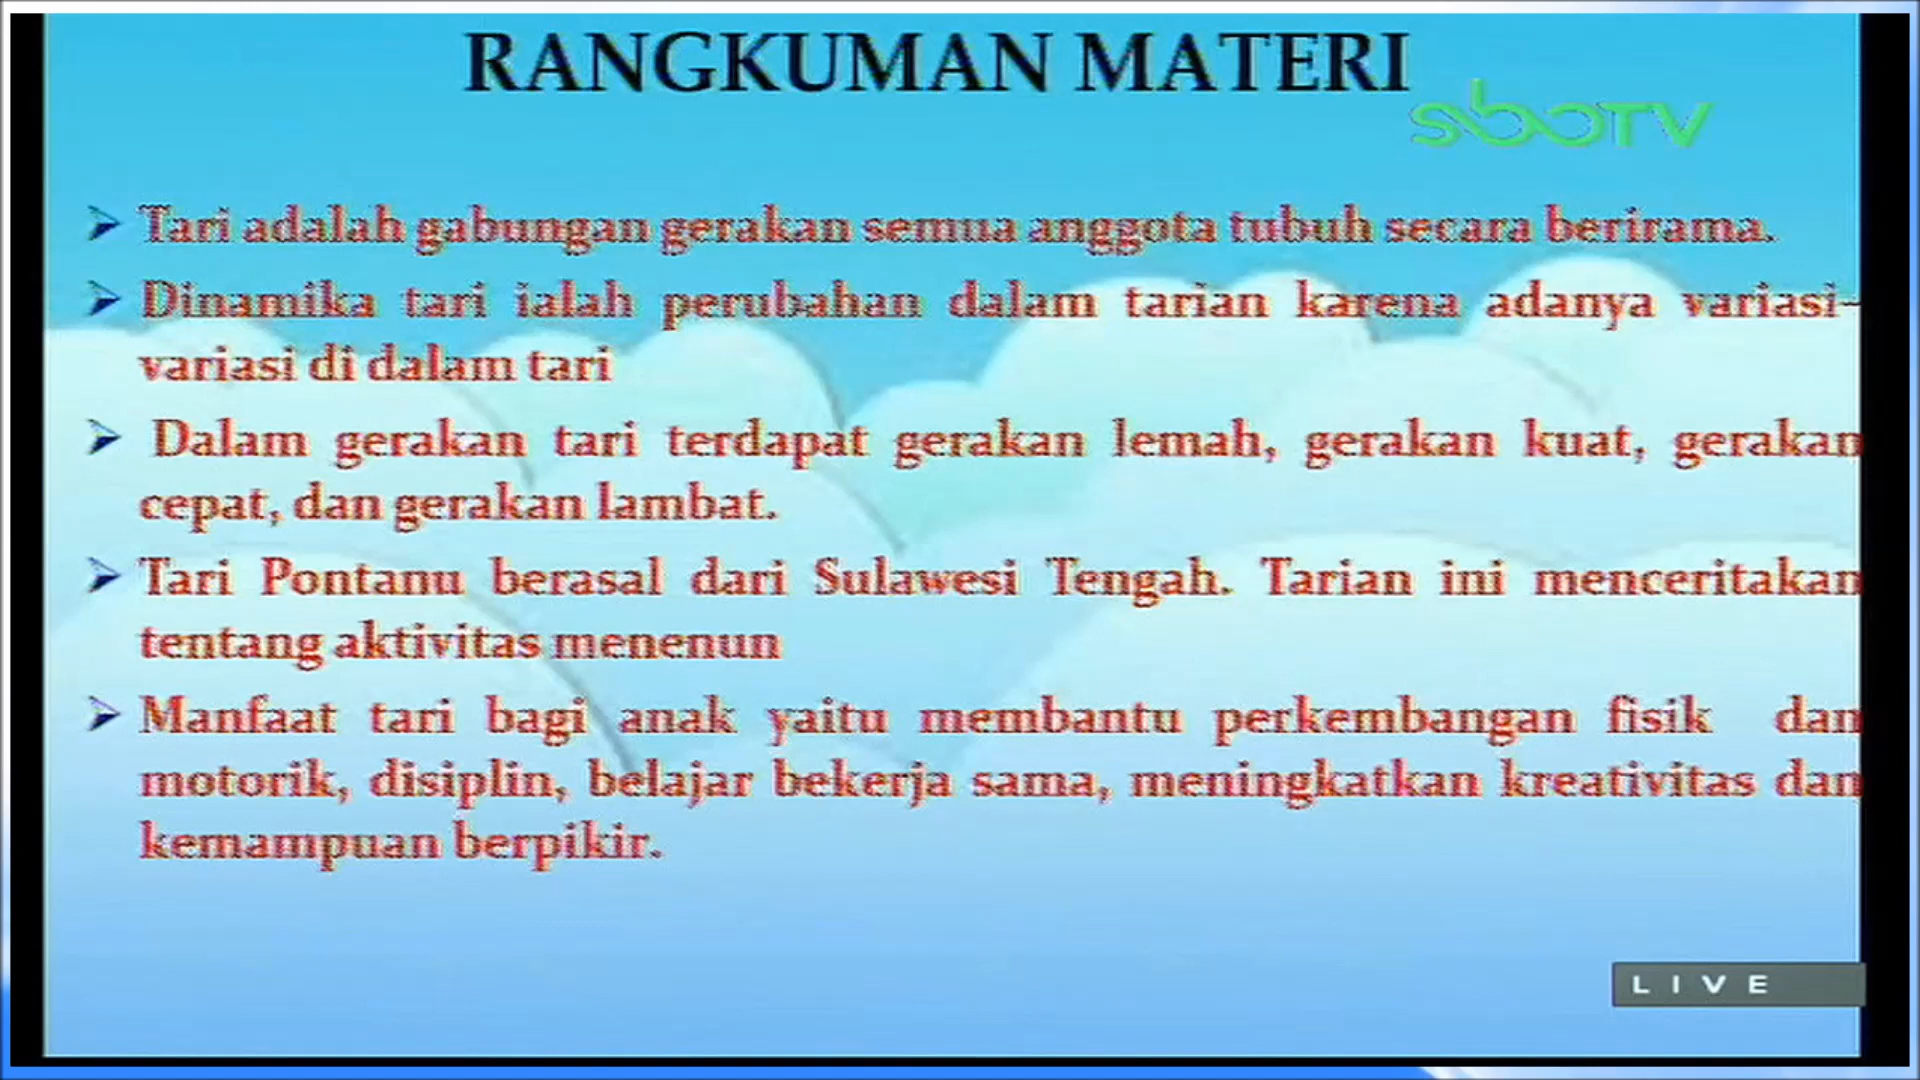 RANGKUMAN MATERI
sboTV
Tari adalah gabungan gerakan semua anggota tubuh secara berirama.
Dinamika tari ialah perubahan dalam tarian karena adanya variasi-
variasi di dalam tari
Dalam gerakan tari terdapat gerakan lemah, gerakan kuat, gerakan
cepat, dan gerakan lambat.
Tari Pontanu berasal dari Sulawesi Tengah. Tarian ini menceritakan
tentang aktivitas menenun
Manfaat tari bagi anak yaitu membantu perkembangan fisik dan
motorik, disiplin, belajar bekerja sama, meningkatkan kreativitas dan
kemampuan berpikir.
LIVE